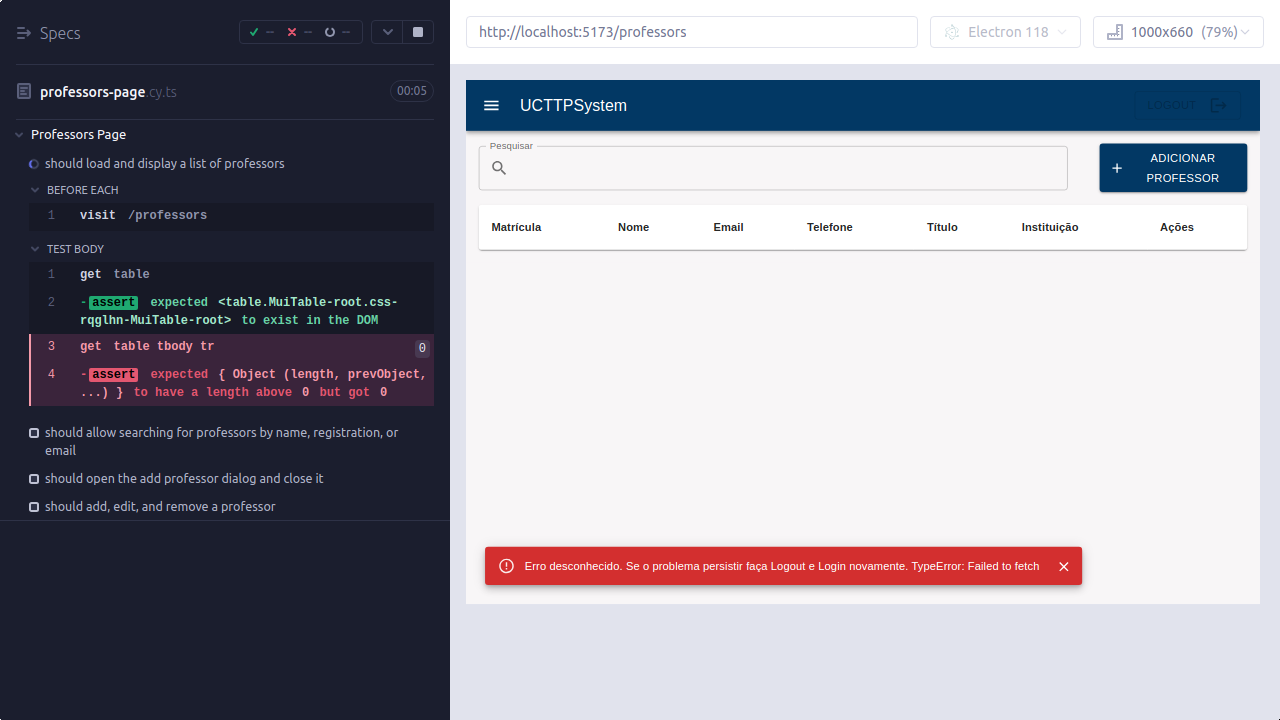 Specs
-- -- --
professors-page.cy.ts 00:05
Professors Page
should load and display a list of professors
BEFORE EACH
1 visit /professors
TEST BODY
1 get table
2 -assert expected <table.MuiTable-root.css-
rqglhn-MuiTable-root> to exist in the DOM
3 get table tbody tr 0
4 -assert expected { Object (length, prevObject,
...) } to have a length above 0 but got 0
should allow searching for professors by name, registration, or
email
should open the add professor dialog and close it
should add, edit, and remove a professor
http://localhost:5173/professors
Electron 118
1000x660 (79%)
UCTTPSystem
LOGOUT
Pesquisar
ADICIONAR
PROFESSOR
Matrícula Nome Email Telefone Título Instituição Ações
Erro desconhecido. Se o problema persistir faça Logout e Login novamente. TypeError: Failed to fetch